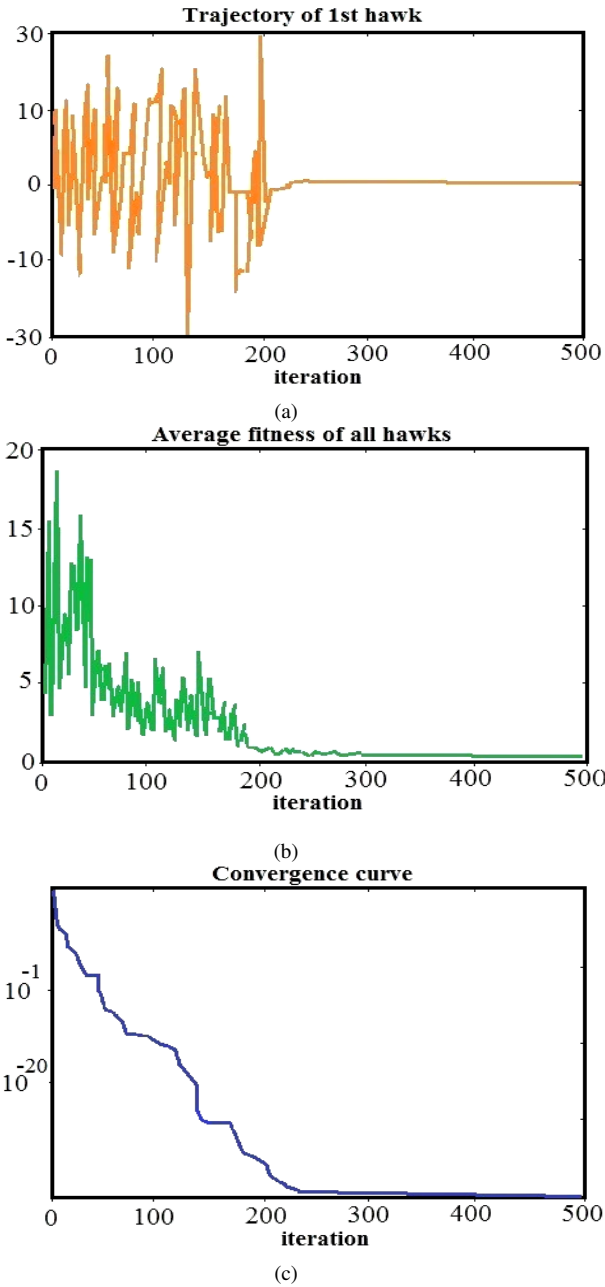 Trajectory of 1st hawk
30
10
0
-10
-30
0 100 200 300 400 500
iteration
(a)
Average fitness of all hawks
20
15
10
5
0
0 100 200 300 400 500
iteration
(b)
Convergence curve
10^-1
10^-20
0 100 200 300 400 500
iteration
(c)